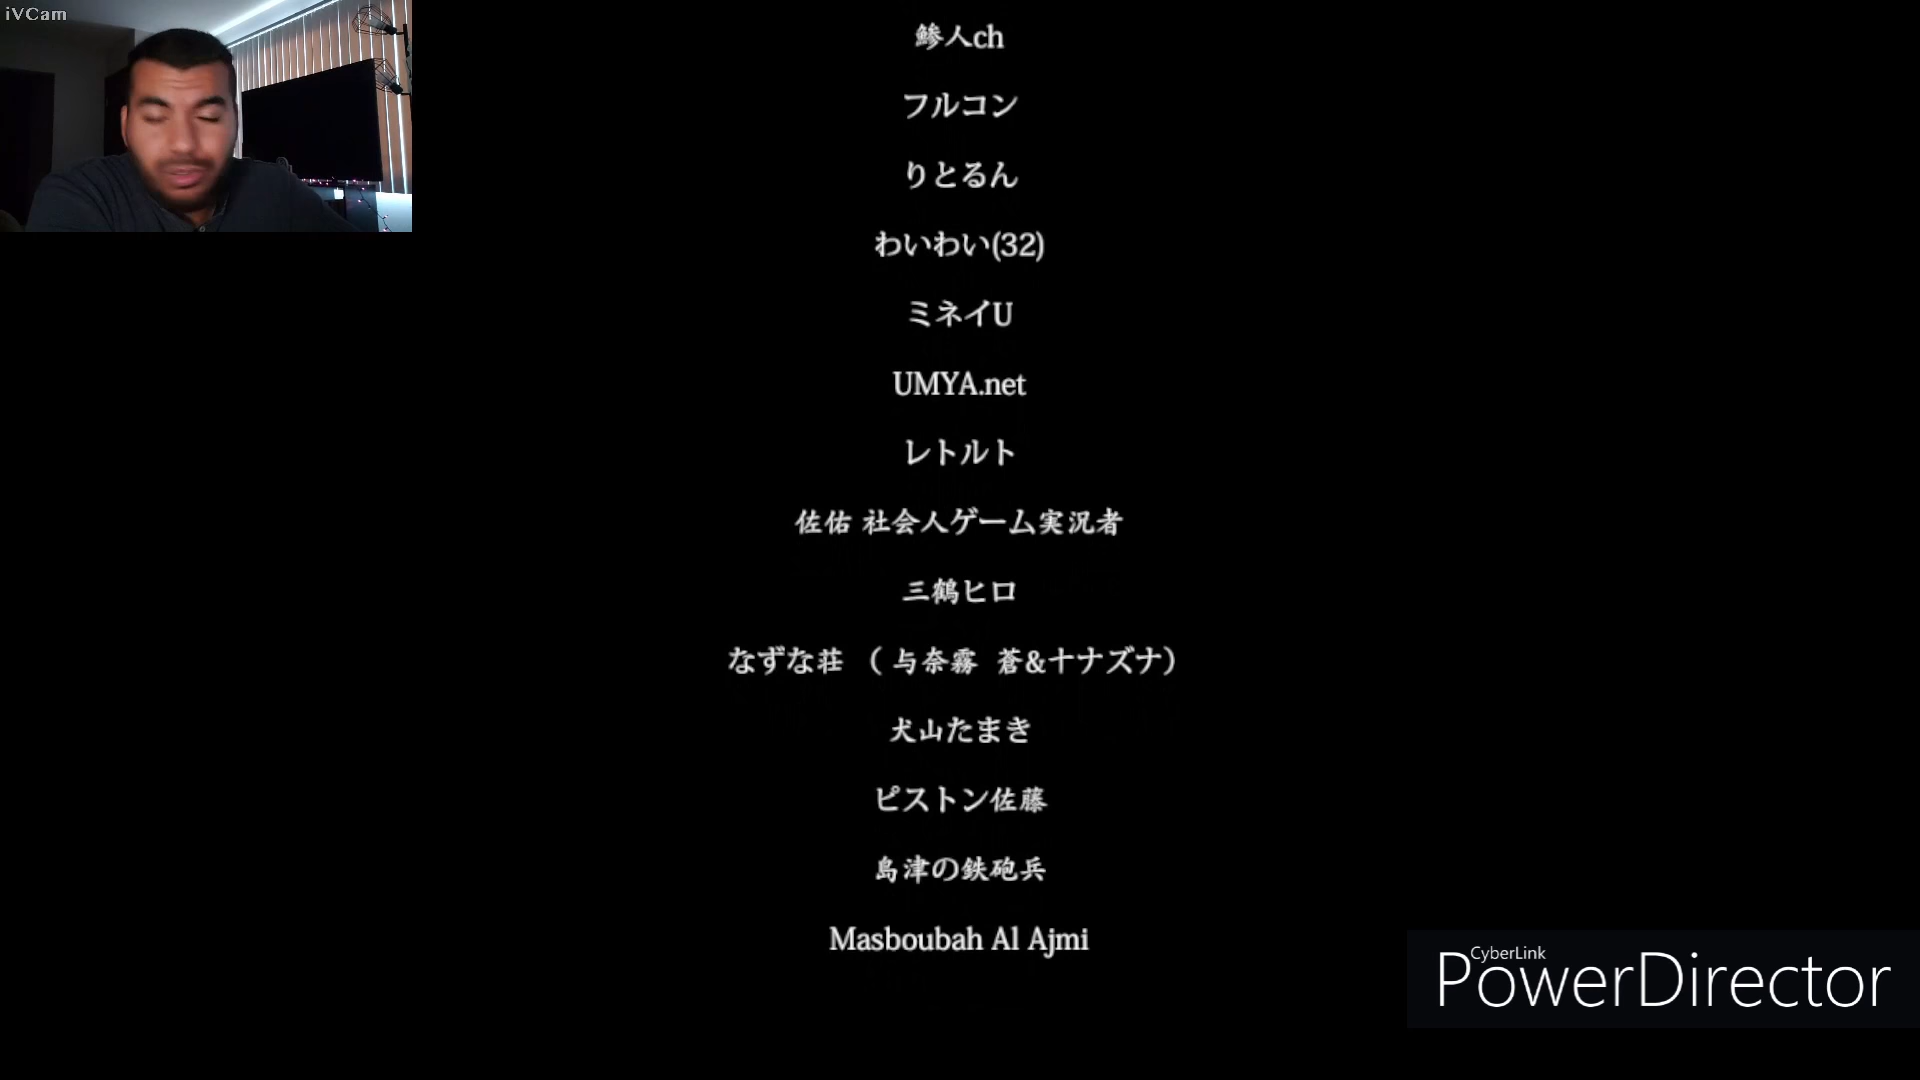 iVCam
鯵人ch
フルコン
りとるん
わいわい(32)
ミネイU
UMYA.net
レトルト
佐佑 社会人ゲーム実況者
三鶴ヒロ
なずな荘 （ 与奈霧 蒼&ナナズナ）
犬山たまき
ピストン佐藤
島津の鉄砲兵
Masboubah Al Ajmi
CyberLink
PowerDirector